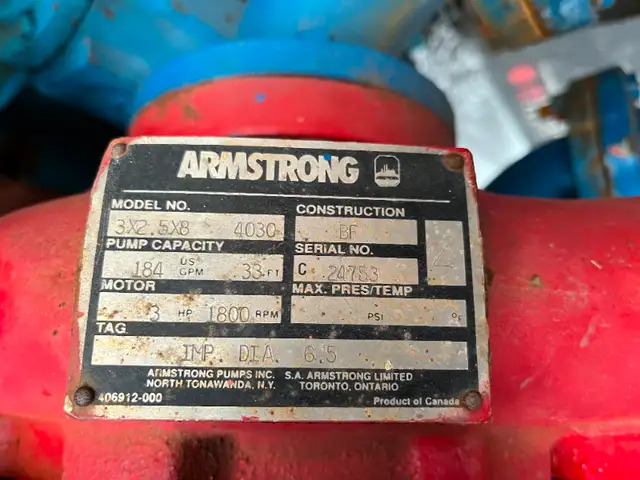 ARMSTRONG
MODEL NO. CONSTRUCTION
3X2.5X8 4030 BF
PUMP CAPACITY SERIAL NO.
184 US GPM 33 FT C 24753
MOTOR MAX. PRES/TEMP
3 HP 1800 RPM PSI °F
TAG
IMP. DIA. 6.5
ARMSTRONG PUMPS INC. S.A. ARMSTRONG LIMITED
NORTH TONAWANDA, N.Y. TORONTO, ONTARIO
406912-000 Product of Canada